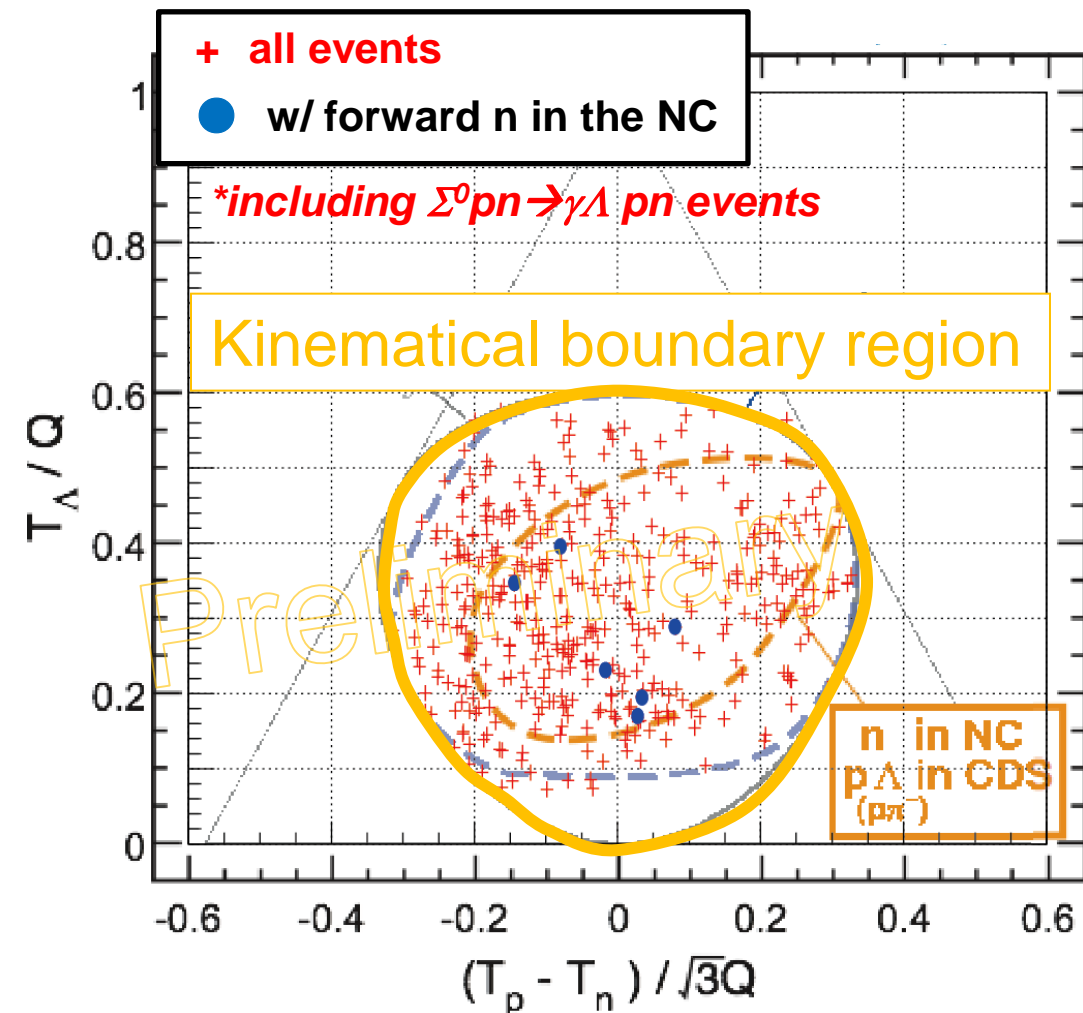 + all events
● w/ forward n in the NC
*including Σ⁰pn→γΛ pn events
Kinematical boundary region
Preliminary
n in NC
p Λ in CDS
(pπ⁻)
1
0.8
0.6
0.4
0.2
0
T_Λ / Q
-0.6 -0.4 -0.2 0 0.2 0.4 0.6
(T_p - T_n) / √3Q